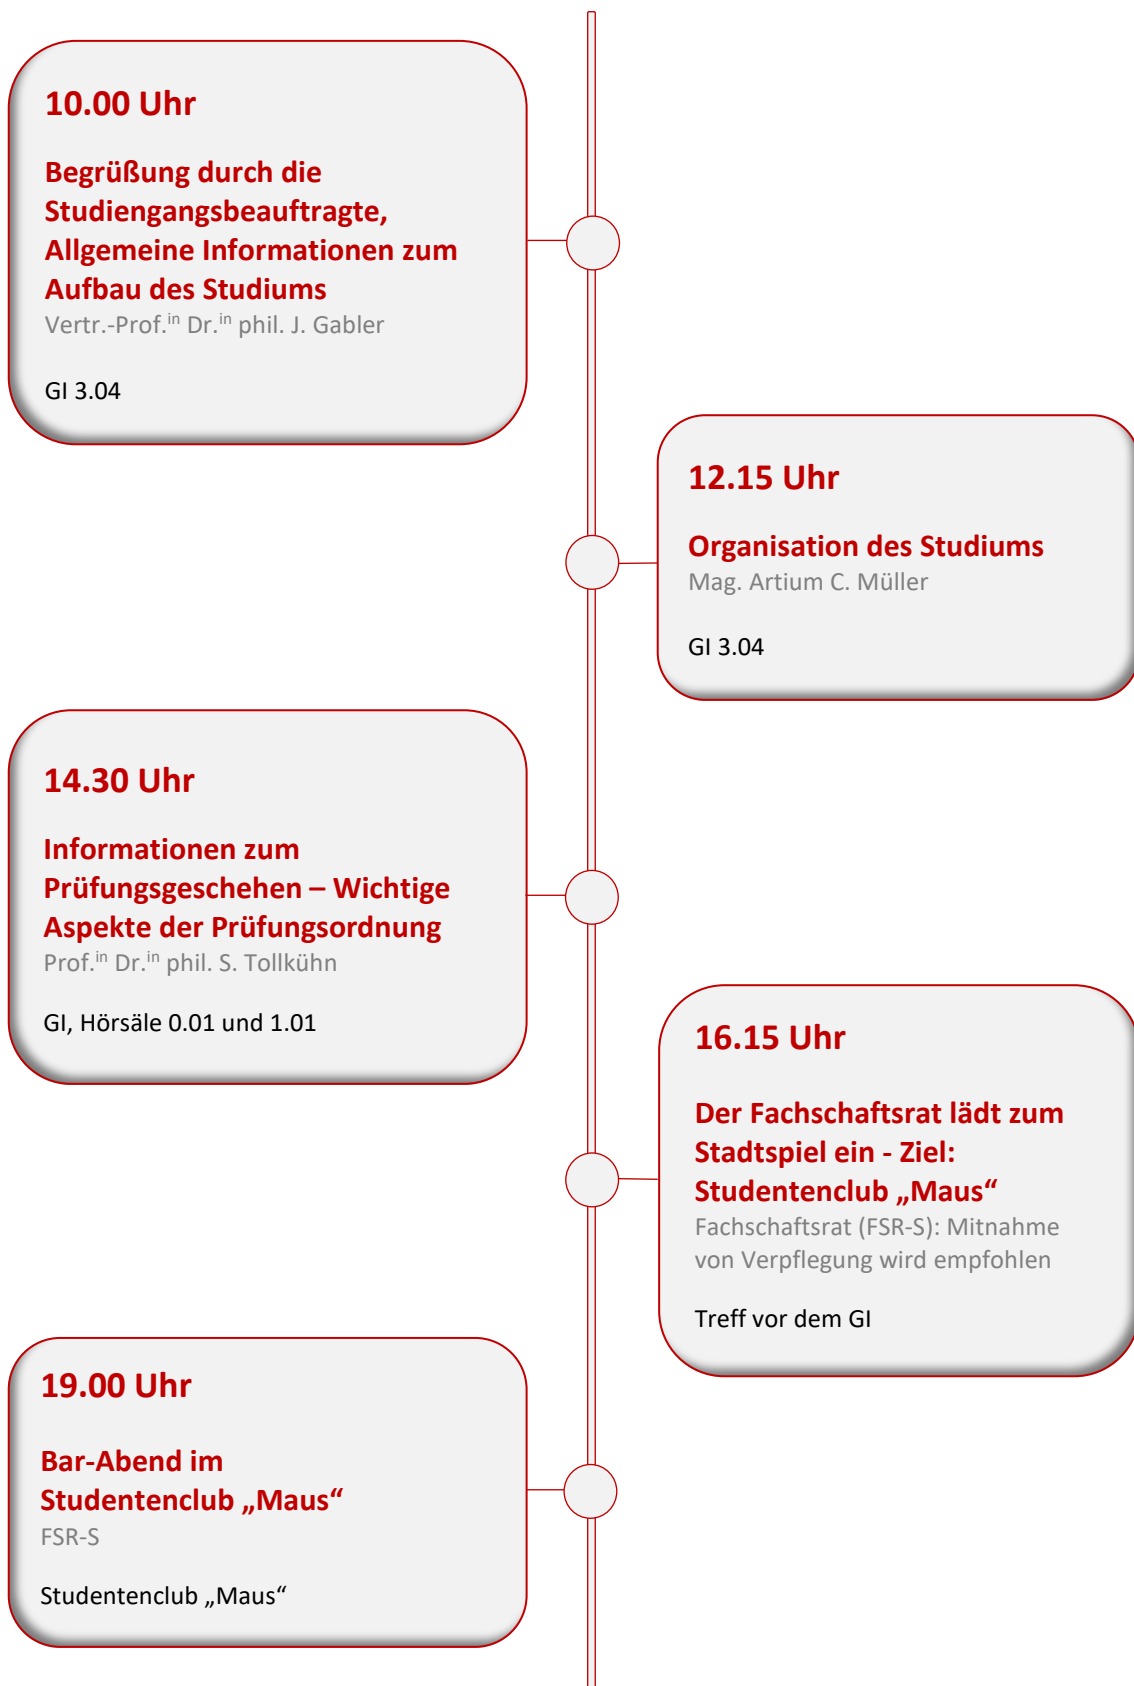 10.00 Uhr
Begrüßung durch die
Studiengangsbeauftragte,
Allgemeine Informationen zum
Aufbau des Studiums
Vertr.-Prof.in Dr.in phil. J. Gabler
GI 3.04
12.15 Uhr
Organisation des Studiums
Mag. Artium C. Müller
GI 3.04
14.30 Uhr
Informationen zum
Prüfungsgeschehen – Wichtige
Aspekte der Prüfungsordnung
Prof.in Dr.in phil. S. Tollkühn
GI, Hörsäle 0.01 und 1.01
16.15 Uhr
Der Fachschaftsrat lädt zum
Stadtspiel ein - Ziel:
Studentenclub „Maus“
Fachschaftsrat (FSR-S): Mitnahme
von Verpflegung wird empfohlen
Treff vor dem GI
19.00 Uhr
Bar-Abend im
Studentenclub „Maus“
FSR-S
Studentenclub „Maus“